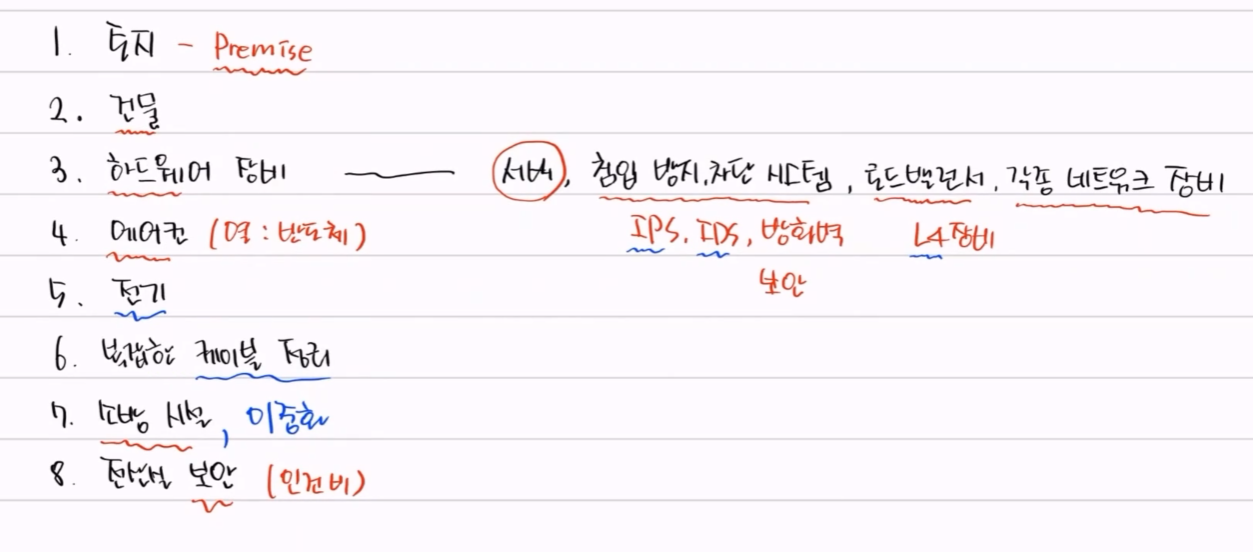 1. 토지 - Premise
2. 건물
3. 하드웨어 장비 — 서버, 침입 방지, 차단 시스템, 로드밸런서, 각종 네트워크 장비
4. 에어컨 (열 : 반도체) IPS, IDS, 방화벽 L4장비
보안
5. 전기
6. 복잡한 케이블 정리
7. 소방 시설, 이중화
8. 전산실 보안 (인건비)